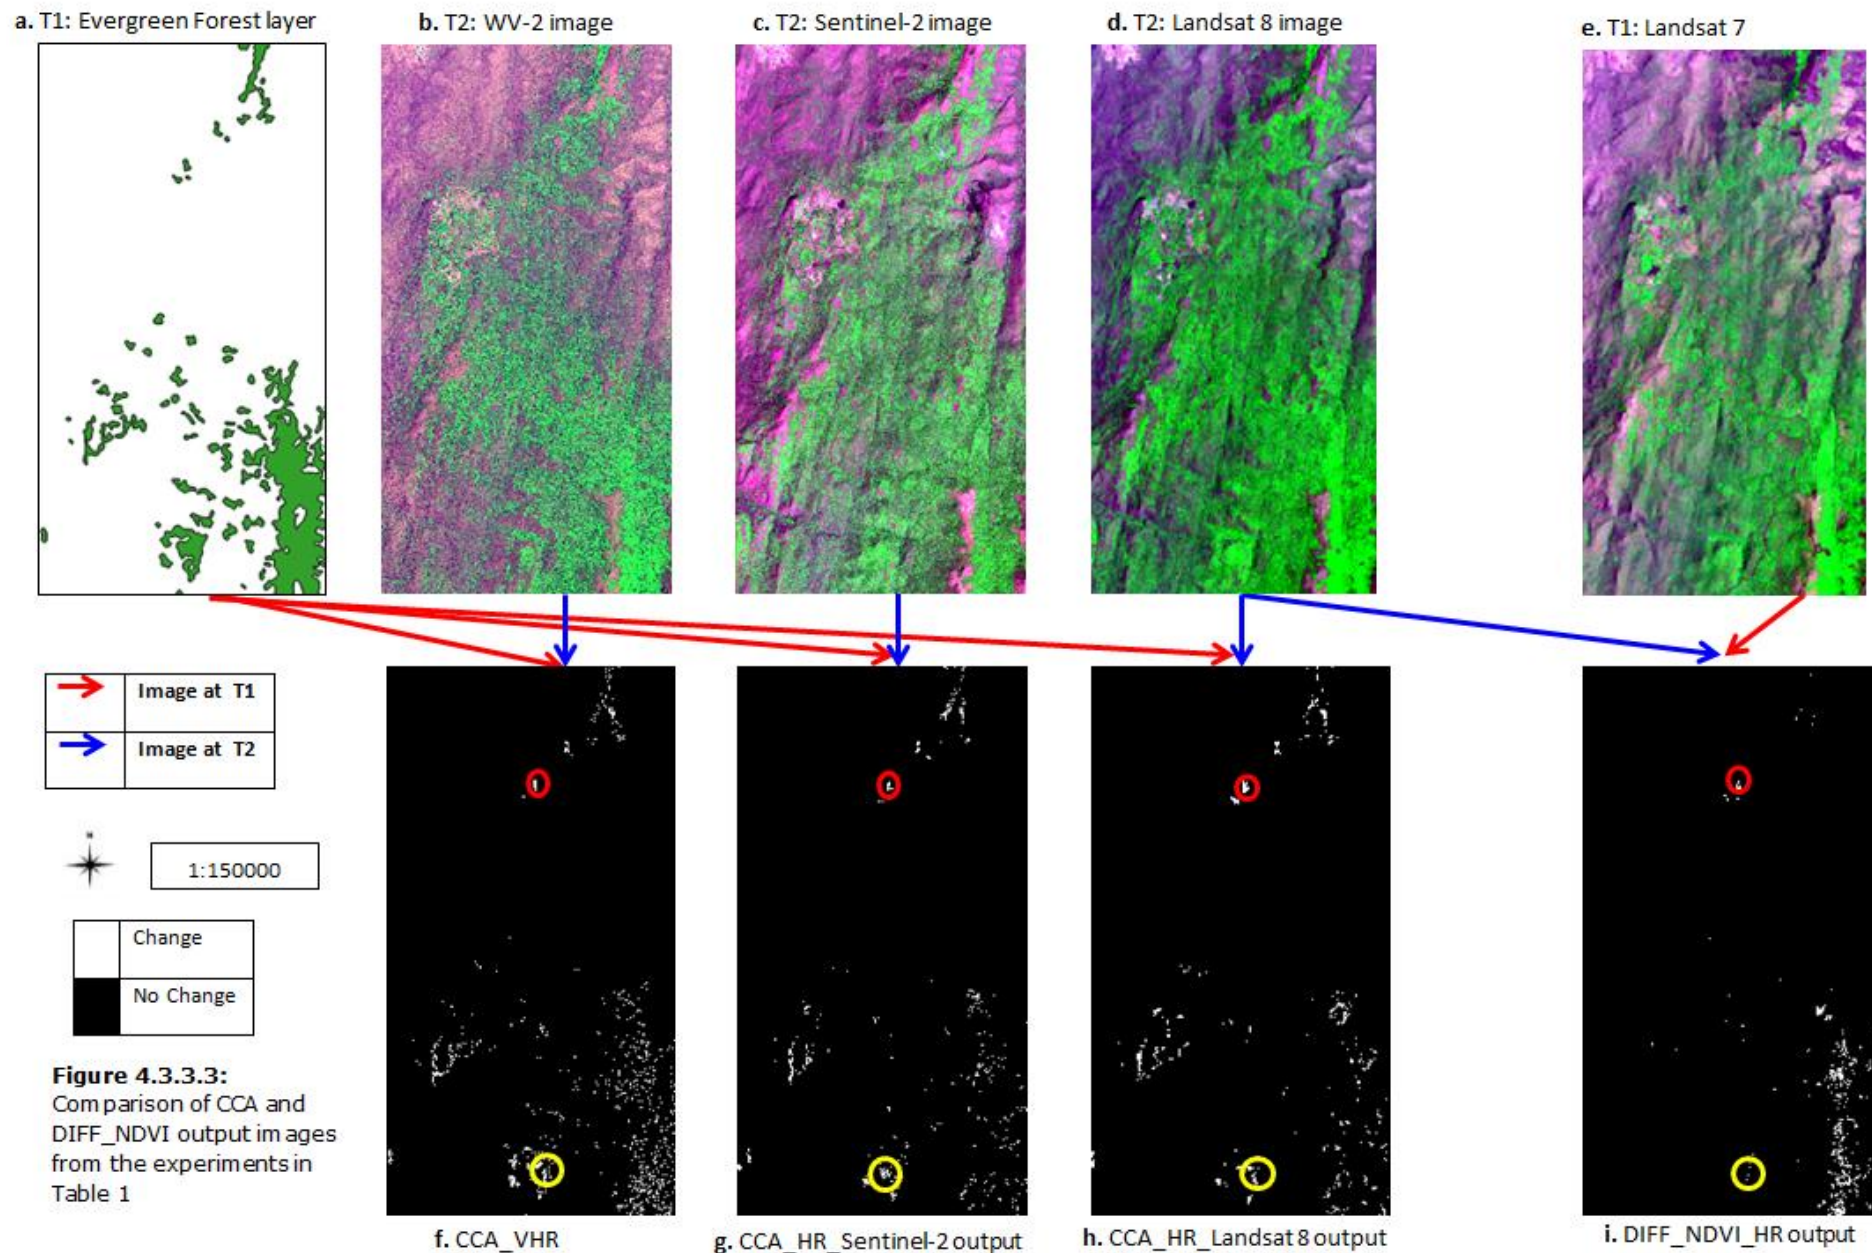 a. T1: Evergreen Forest layer
b. T2: WV-2 image
c. T2: Sentinel-2 image
d. T2: Landsat 8 image
e. T1: Landsat 7
Image at T1
Image at T2
N
1:150000
Change
No Change
Figure 4.3.3.3:
Comparison of CCA and
DIFF_NDVI output images
from the experiments in
Table 1
f. CCA_VHR
g. CCA_HR_Sentinel-2 output
h. CCA_HR_Landsat 8 output
i. DIFF_NDVI_HR output